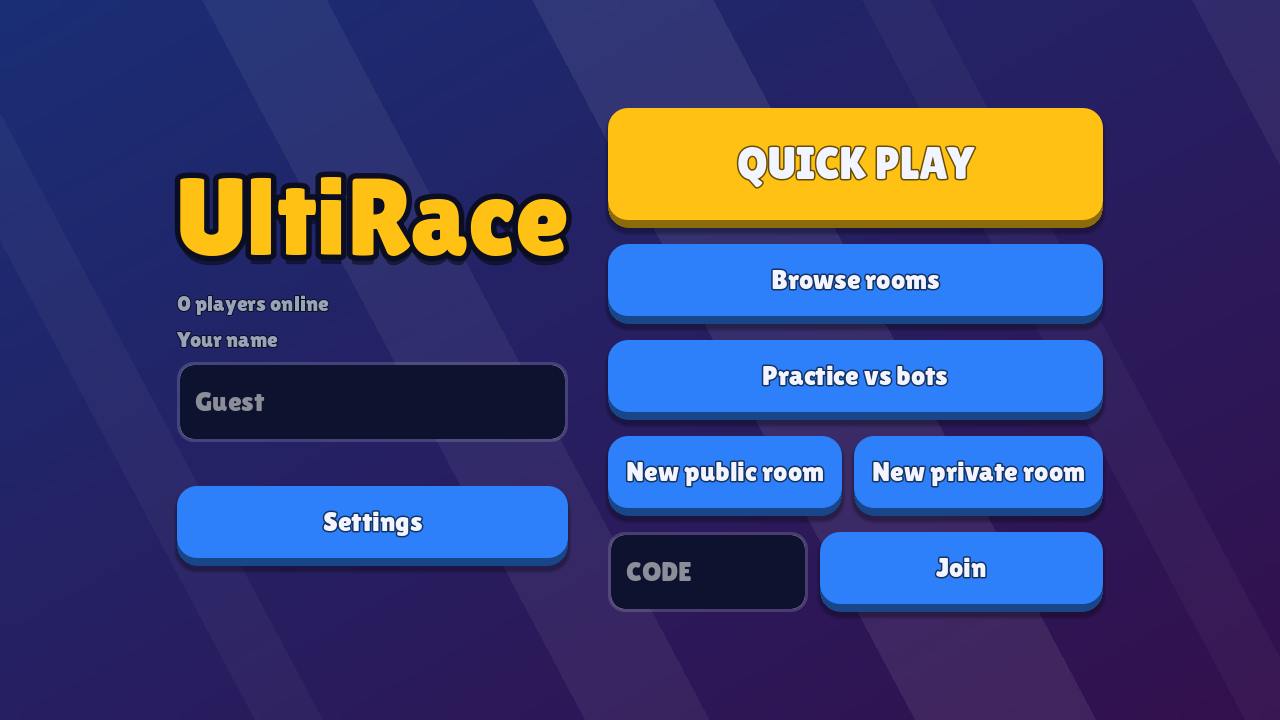 UltiRace
0 players online
Your name
Guest
Settings
QUICK PLAY
Browse rooms
Practice vs bots
New public room
New private room
CODE
Join